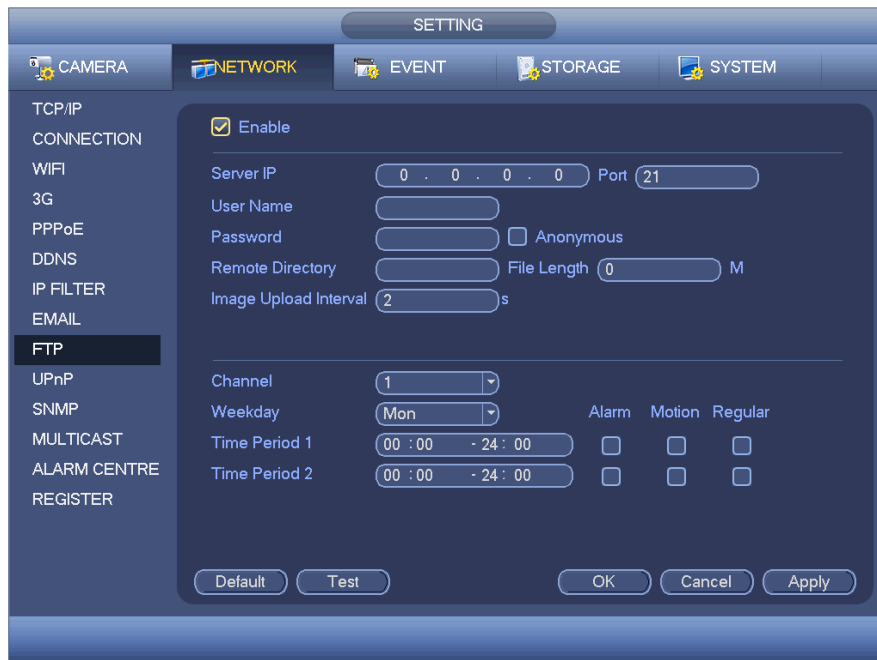 SETTING
CAMERA NETWORK EVENT STORAGE SYSTEM
TCP/IP
CONNECTION
WIFI
3G
PPPoE
DDNS
IP FILTER
EMAIL
FTP
UPnP
SNMP
MULTICAST
ALARM CENTRE
REGISTER
Enable
Server IP 0 . 0 . 0 . 0 Port 21
User Name
Password Anonymous
Remote Directory File Length 0 M
Image Upload Interval 2 s
Channel 1
Weekday Mon Alarm Motion Regular
Time Period 1 00 :00 - 24 : 00
Time Period 2 00 :00 - 24 : 00
Default Test OK Cancel Apply